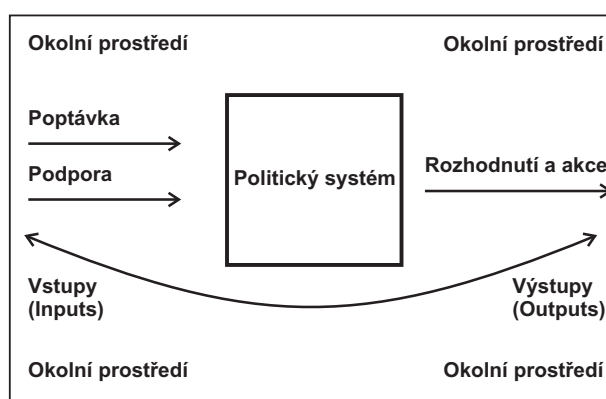 Okolní prostředí
Okolní prostředí
Poptávka
Podpora
Politický systém
Rozhodnutí a akce
Vstupy
(Inputs)
Výstupy
(Outputs)
Okolní prostředí
Okolní prostředí